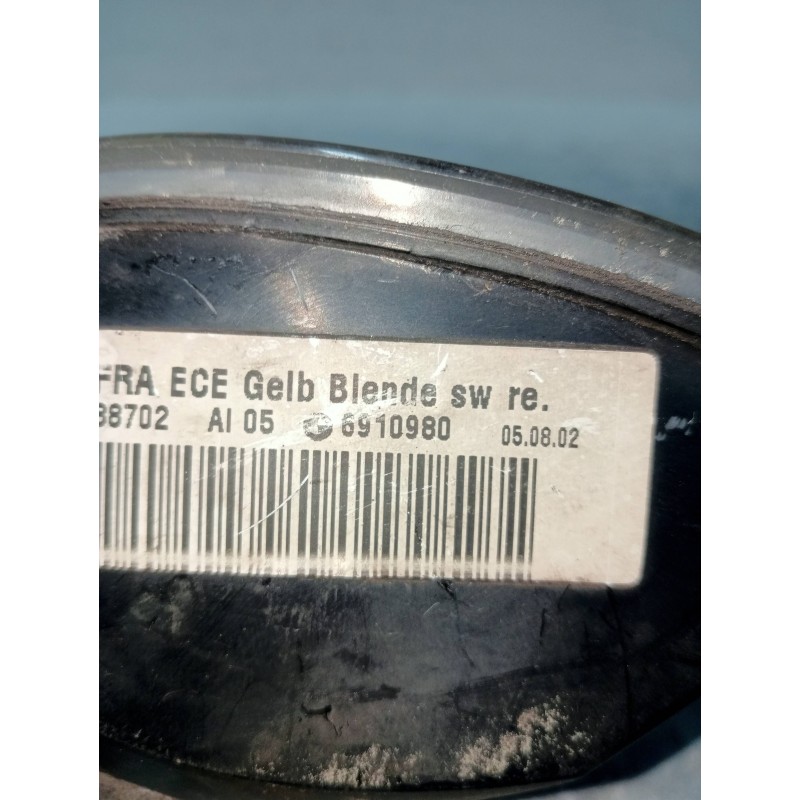 FRA ECE Gelb Blende sw re.
38702 AI 05 6910980 05.08.02